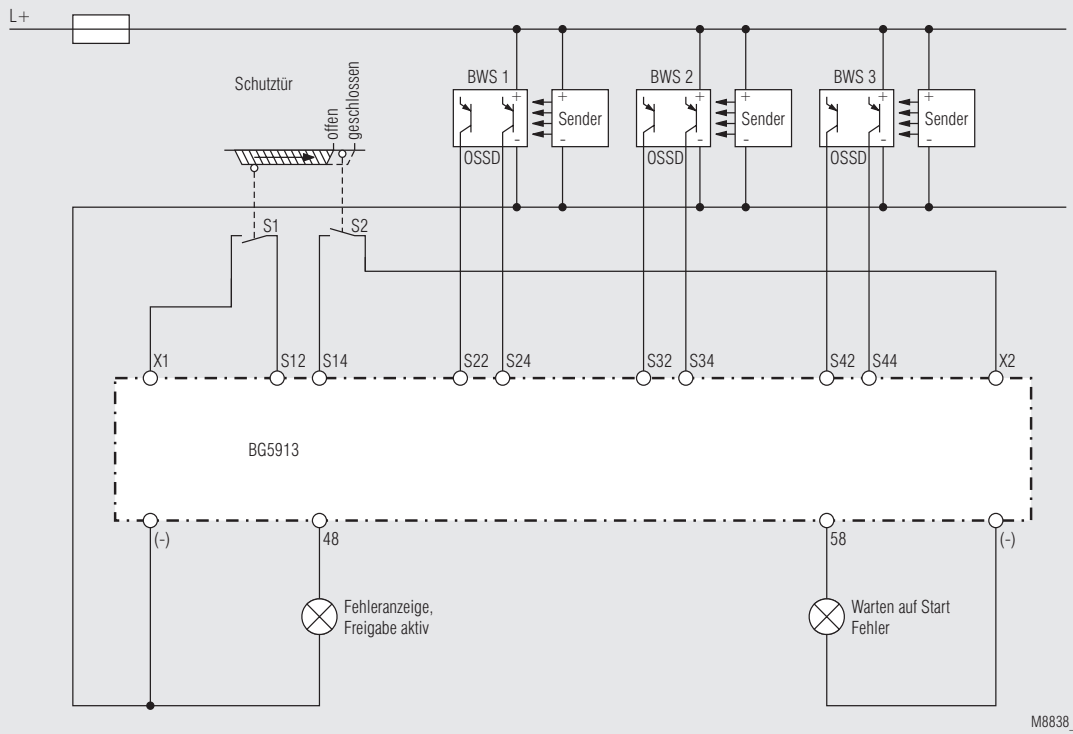 L+
Schutztür
offen
geschlossen
BWS 1
BWS 2
BWS 3
+ + Sender - -
+ + Sender - -
+ + Sender - -
OSSD
OSSD
OSSD
S1
S2
X1
S12
S14
S22
S24
S32
S34
S42
S44
X2
BG5913
(-)
48
58
(-)
Fehleranzeige,
Freigabe aktiv
Warten auf Start
Fehler
M8838_